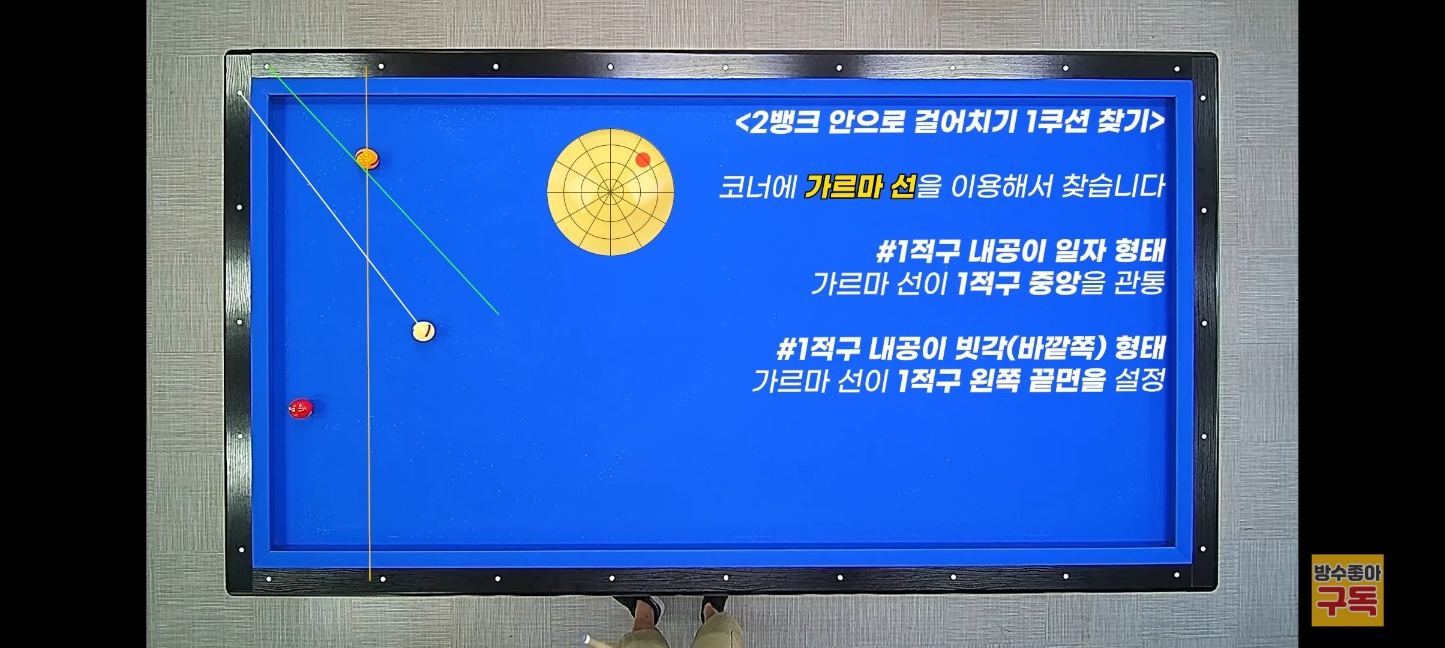 <2뱅크 안으로 걸어치기 1쿠션 찾기>
코너에 가르마 선을 이용해서 찾습니다
#1적구 내공이 일자 형태
가르마 선이 1적구 중앙을 관통
#1적구 내공이 빗각(바깥쪽) 형태
가르마 선이 1적구 왼쪽 끝면을 설정
방수좋아
구독